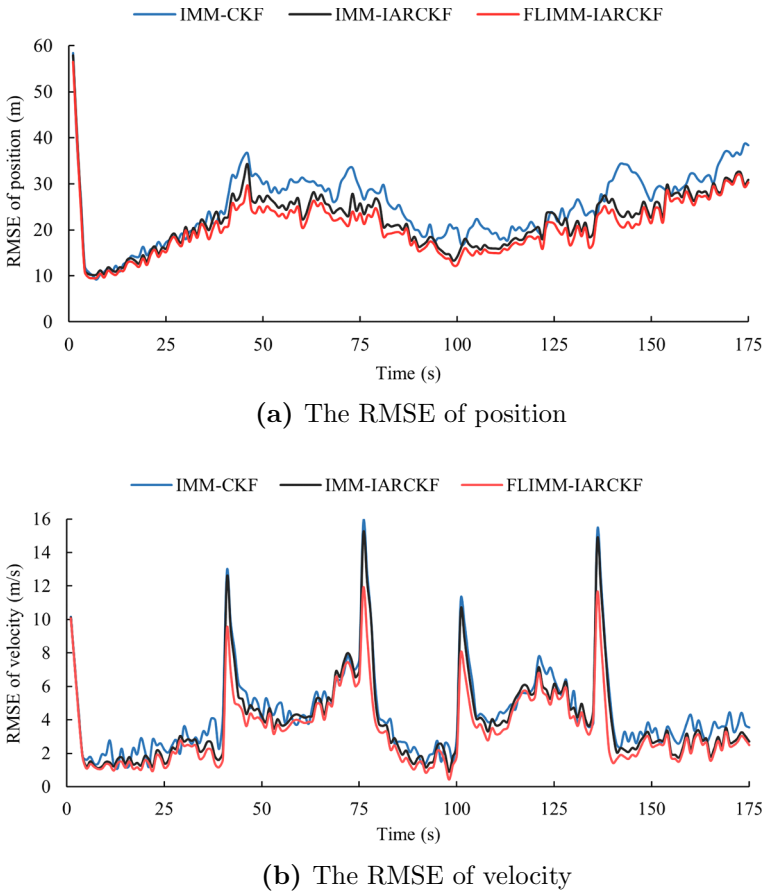 IMM-CKF IMM-IARCKF FLIMM-IARCKF
60
50
40
30
20
10
0
RMSE of position (m)
0 25 50 75 100 125 150 175
Time (s)
(a) The RMSE of position
IMM-CKF IMM-IARCKF FLIMM-IARCKF
16
14
12
10
8
6
4
2
0
RMSE of velocity (m/s)
0 25 50 75 100 125 150 175
Time (s)
(b) The RMSE of velocity